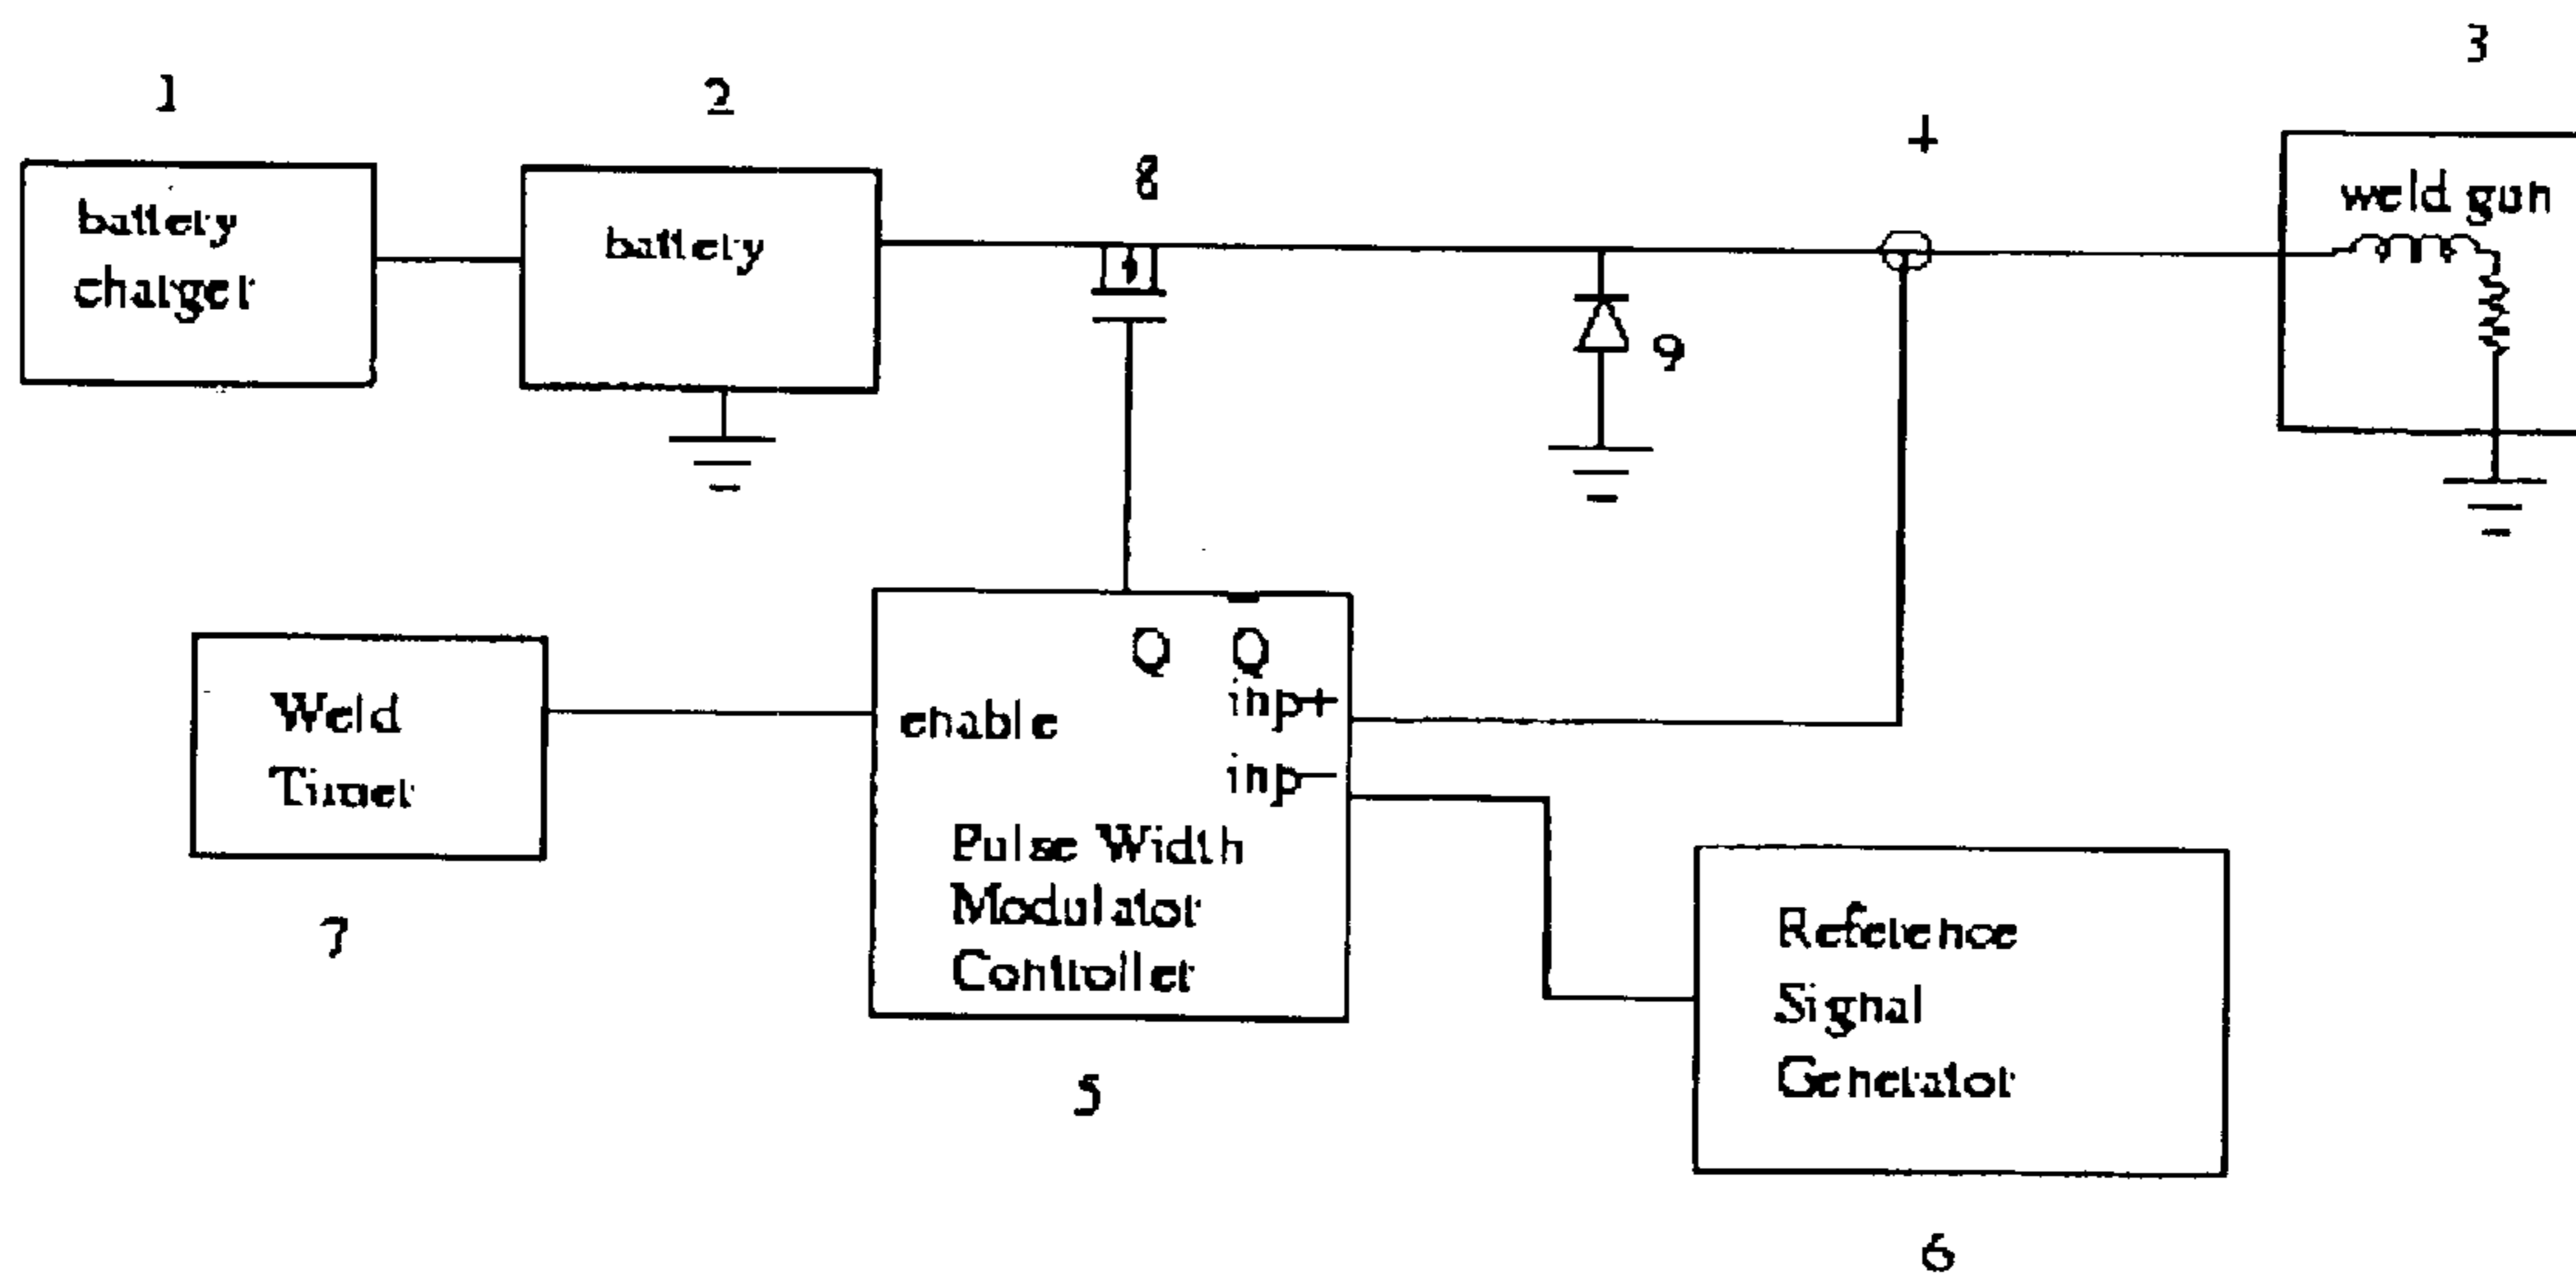 1
2
3
8
4
battery
charger
battery
weld gun
9
Q Q̅
Weld
Timer
enable
inp+
inp−
Pulse Width
Modulator
Controller
Reference
Signal
Generator
7
5
6